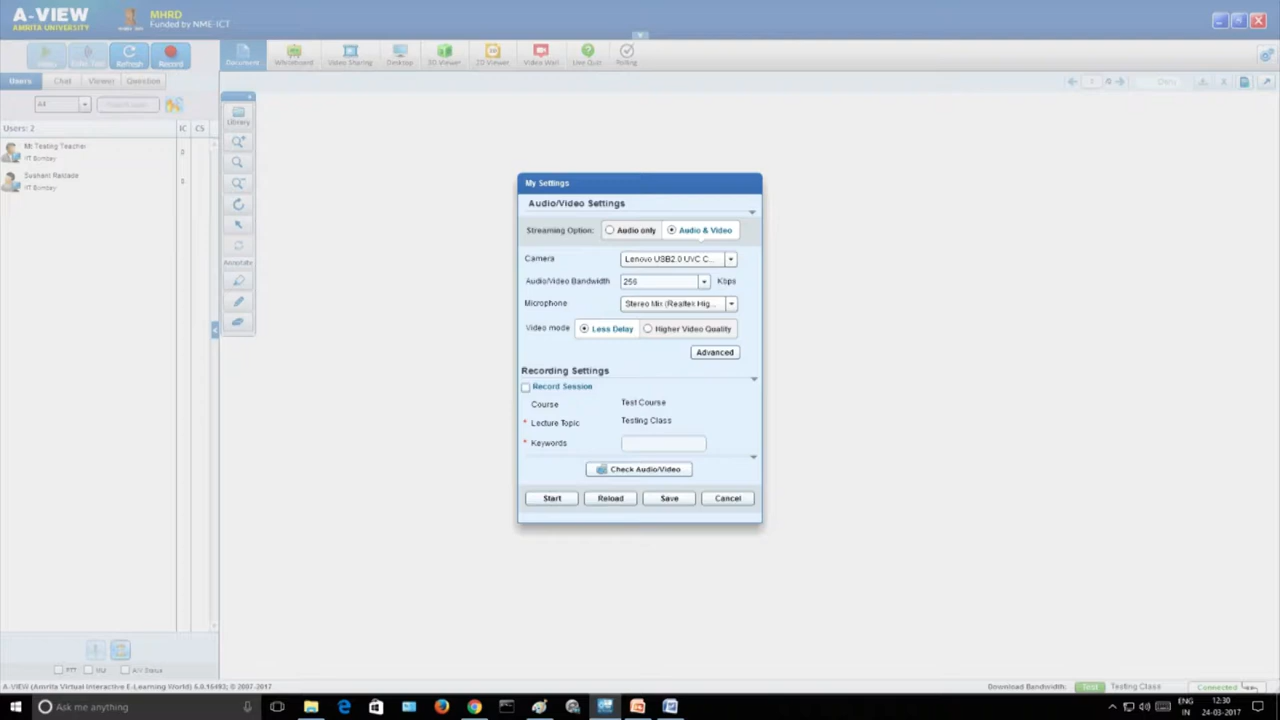 A-VIEW
AMRITA UNIVERSITY
MHRD
Funded by NME-ICT
Refresh
Record
Document
Whiteboard
Video Sharing
Desktop
3D Viewer
2D Viewer
Video Wall
Live Quiz
Polling
Users
Chat
Viewer
Question
All
Users: 2
IC
CS
Library
Mr Testing Teacher
IIT Bombay
IIT Bombay
Annotate
My Settings
Audio/Video Settings
Streaming Option:
Audio only
Audio & Video
Camera
Lenovo USB2.0 UVC C...
Audio/Video Bandwidth
256
Kbps
Microphone
Stereo Mix (Realtek Hig...
Video mode
Less Delay
Higher Video Quality
Advanced
Recording Settings
Record Session
Course
Test Course
* Lecture Topic
Testing Class
* Keywords
Check Audio/Video
Start
Reload
Save
Cancel
PTT
A/V Status
A-VIEW (Amrita Virtual Interactive E-Learning World) 
© 2007-2017
Download Bandwidth:
Test
Testing Class
Connected
Ask me anything
ENG
IN
12:30
24-03-2017